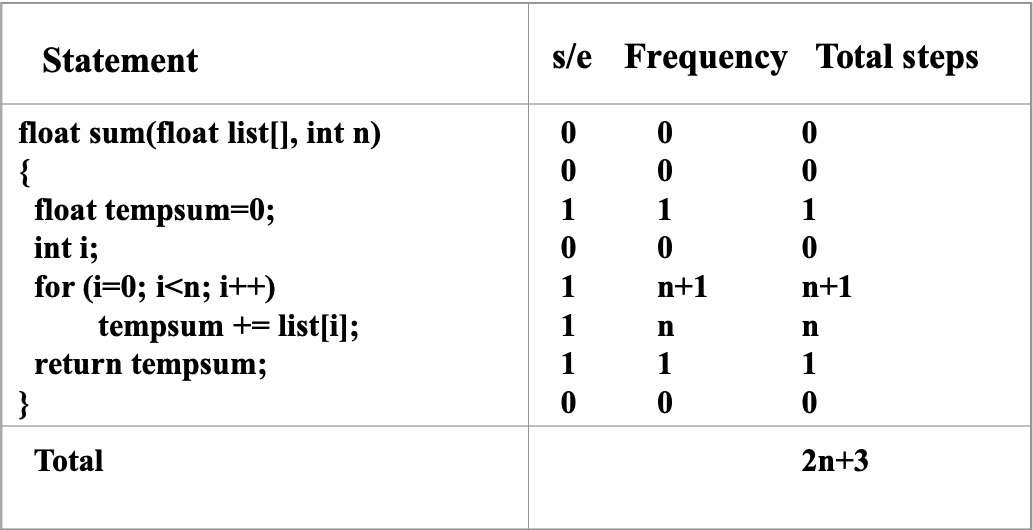 Statement s/e Frequency Total steps
float sum(float list[], int n) 0 0 0
{ 0 0 0
float tempsum=0; 1 1 1
int i; 0 0 0
for (i=0; i<n; i++) 1 n+1 n+1
tempsum += list[i]; 1 n n
return tempsum; 1 1 1
} 0 0 0
Total 2n+3